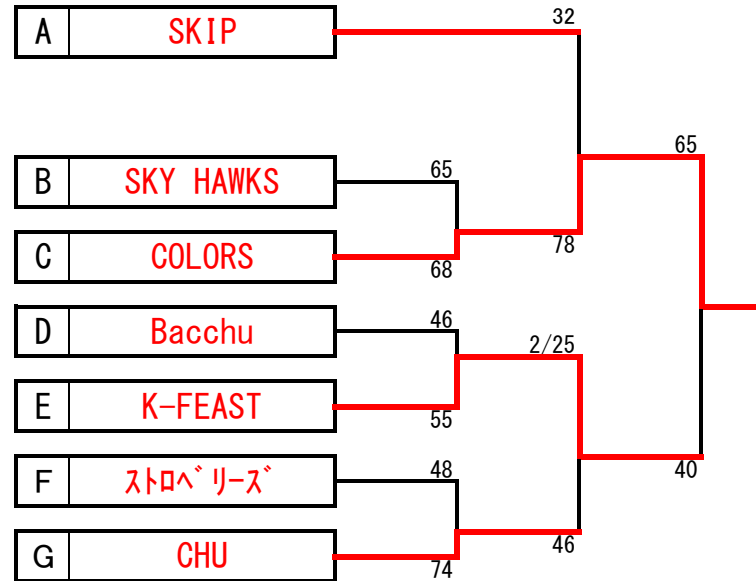 32
A SKIP
65
B SKY HAWKS 65
C COLORS 78
68
D Bacchu 46
2/25
E K-FEAST
55
F ｽﾄﾛﾍﾞﾘｰｽﾞ 48 40
G CHU 46
74